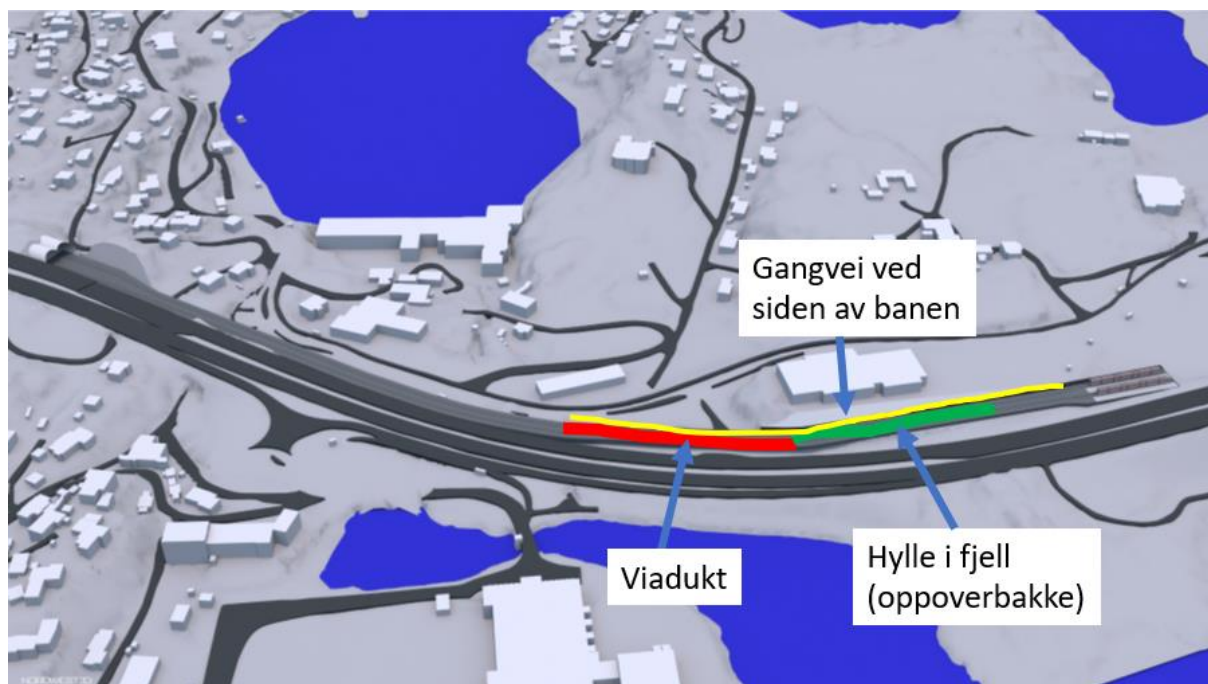 Gangvei ved
siden av banen
Viadukt
Hylle i fjell
(oppoverbakke)